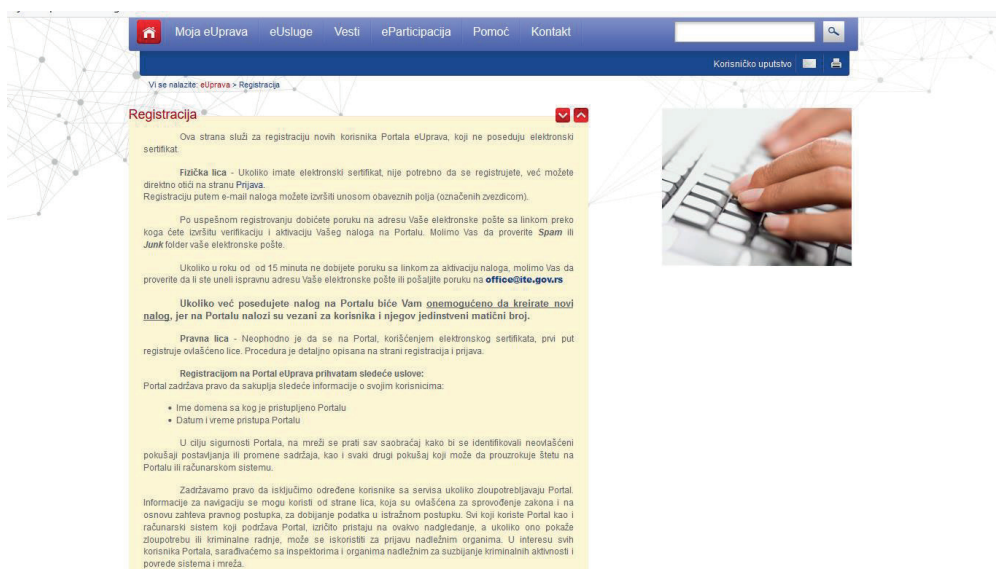 Moja eUprava eUsluge Vesti eParticipacija Pomoć Kontakt
Korisničko uputstvo
Vi se nalazite: eUprava > Registracija
Registracija
Ova strana služi za registraciju novih korisnika Portala eUprava, koji ne poseduju elektronski
sertifikat.
Fizička lica - Ukoliko imate elektronski sertifikat, nije potrebno da se registrujete, već možete
direktno otići na stranu Prijava.
Registraciju putem e-mail naloga možete izvršiti unosom obaveznih polja (označenih zvezdicom).
Po uspešnom registrovanju dobićete poruku na adresu Vaše elektronske pošte sa linkom preko
koga ćete izvršitu verifikaciju i aktivaciju Vašeg naloga na Portalu. Molimo Vas da proverite Spam ili
Junk folder vaše elektronske pošte.
Ukoliko u roku od od 15 minuta ne dobijete poruku sa linkom za aktivaciju naloga, molimo Vas da
proverite da li ste uneli ispravnu adresu Vaše elektronske pošte ili pošaljite poruku na office@ite.gov.rs
Ukoliko već posedujete nalog na Portalu biće Vam onemogućeno da kreirate novi
nalog, jer na Portalu nalozi su vezani za korisnika i njegov jedinstveni matični broj.
Pravna lica - Neophodno je da se na Portal, korišćenjem elektronskog sertifikata, prvi put
registruje ovlašćeno lice. Procedura je detaljno opisana na strani registracija i prijava.
Registracijom na Portal eUprava prihvatam sledeće uslove:
Portal zadržava pravo da sakuplja sledeće informacije o svojim korisnicima:
• Ime domena sa kog je pristupljeno Portalu
• Datum i vreme pristupa Portalu
U cilju sigurnosti Portala, na mreži se prati sav saobraćaj kako bi se identifikovali neovlašćeni
pokušaji postavljanja ili promene sadržaja, kao i svaki drugi pokušaj koji može da prouzrokuje štetu na
Portalu ili računarskom sistemu.
Zadržavamo pravo da isključimo određene korisnike sa servisa ukoliko zloupotrebljavaju Portal.
Informacije za navigaciju se mogu koristi od strane lica, koja su ovlašćena za sprovođenje zakona i na
osnovu zahteva pravnog postupka, za dobijanje podatka u istražnom postupku. Svi koji koriste Portal kao i
računarski sistem koji podržava Portal, izričito pristaju na ovakvo nadgledanje, a ukoliko ono pokaže
zloupotrebu ili kriminalne radnje, može se iskoristiti za prijavu nadležnim organima. U interesu svih
korisnika Portala, sarađivaćemo sa inspektorima i organima nadležnim za suzbijanje kriminalnih aktivnosti i
povrede sistema i mreža.